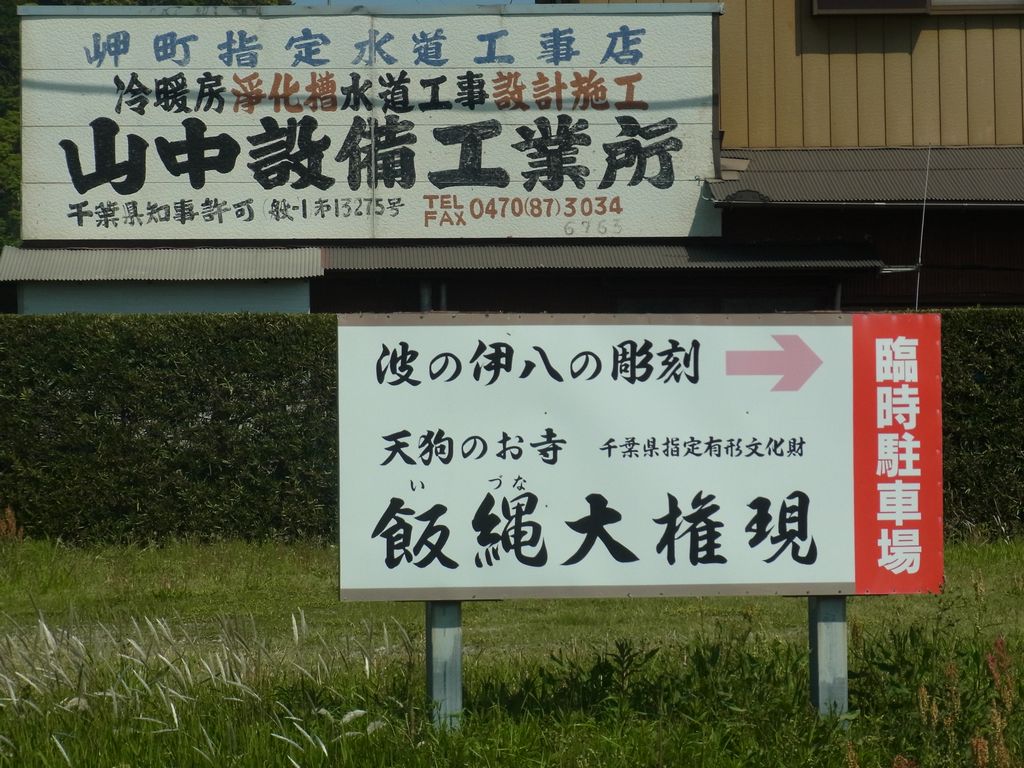 岬町指定水道工事店
冷暖房浄化槽水道工事設計施工
山中設備工業所
千葉県知事許可(般-1)第13275号
TEL
FAX 0470(87)3034
6763
波の伊八の彫刻
天狗のお寺 千葉県指定有形文化財
い づな
飯縄大権現
臨時駐車場